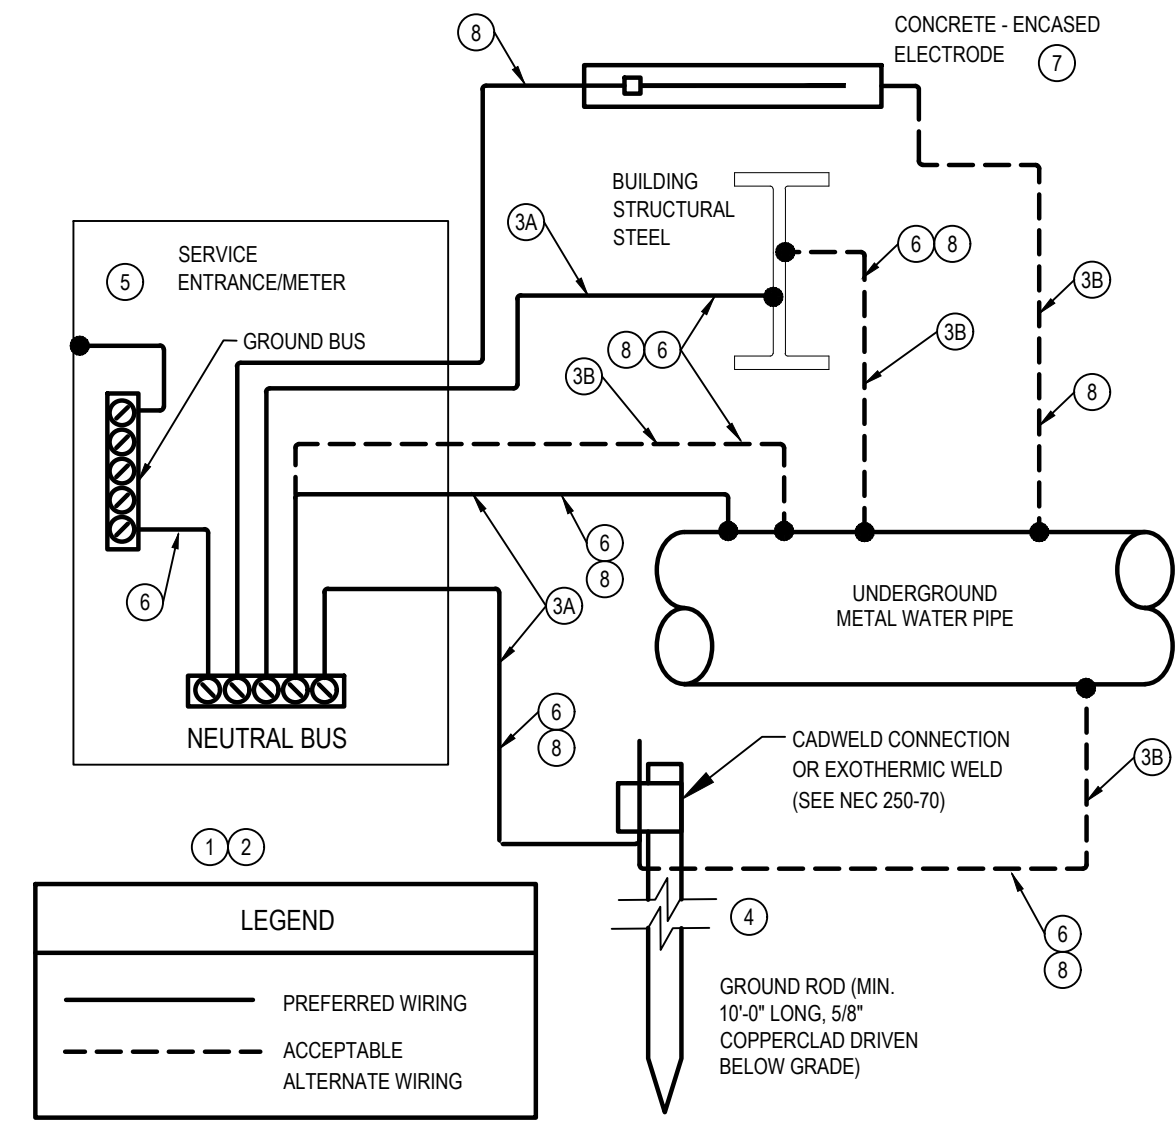 8
CONCRETE - ENCASED
ELECTRODE
7
BUILDING
STRUCTURAL
STEEL
3A
6 8
SERVICE
ENTRANCE/METER
5
3B
3B
GROUND BUS
8 6
3B
8
6
8
6
3A
UNDERGROUND
METAL WATER PIPE
NEUTRAL BUS
6
8
CADWELD CONNECTION
OR EXOTHERMIC WELD
(SEE NEC 250-70)
3B
1 2
4
6
8
LEGEND
PREFERRED WIRING
ACCEPTABLE
ALTERNATE WIRING
GROUND ROD (MIN.
10'-0" LONG, 5/8"
COPPERCLAD DRIVEN
BELOW GRADE)